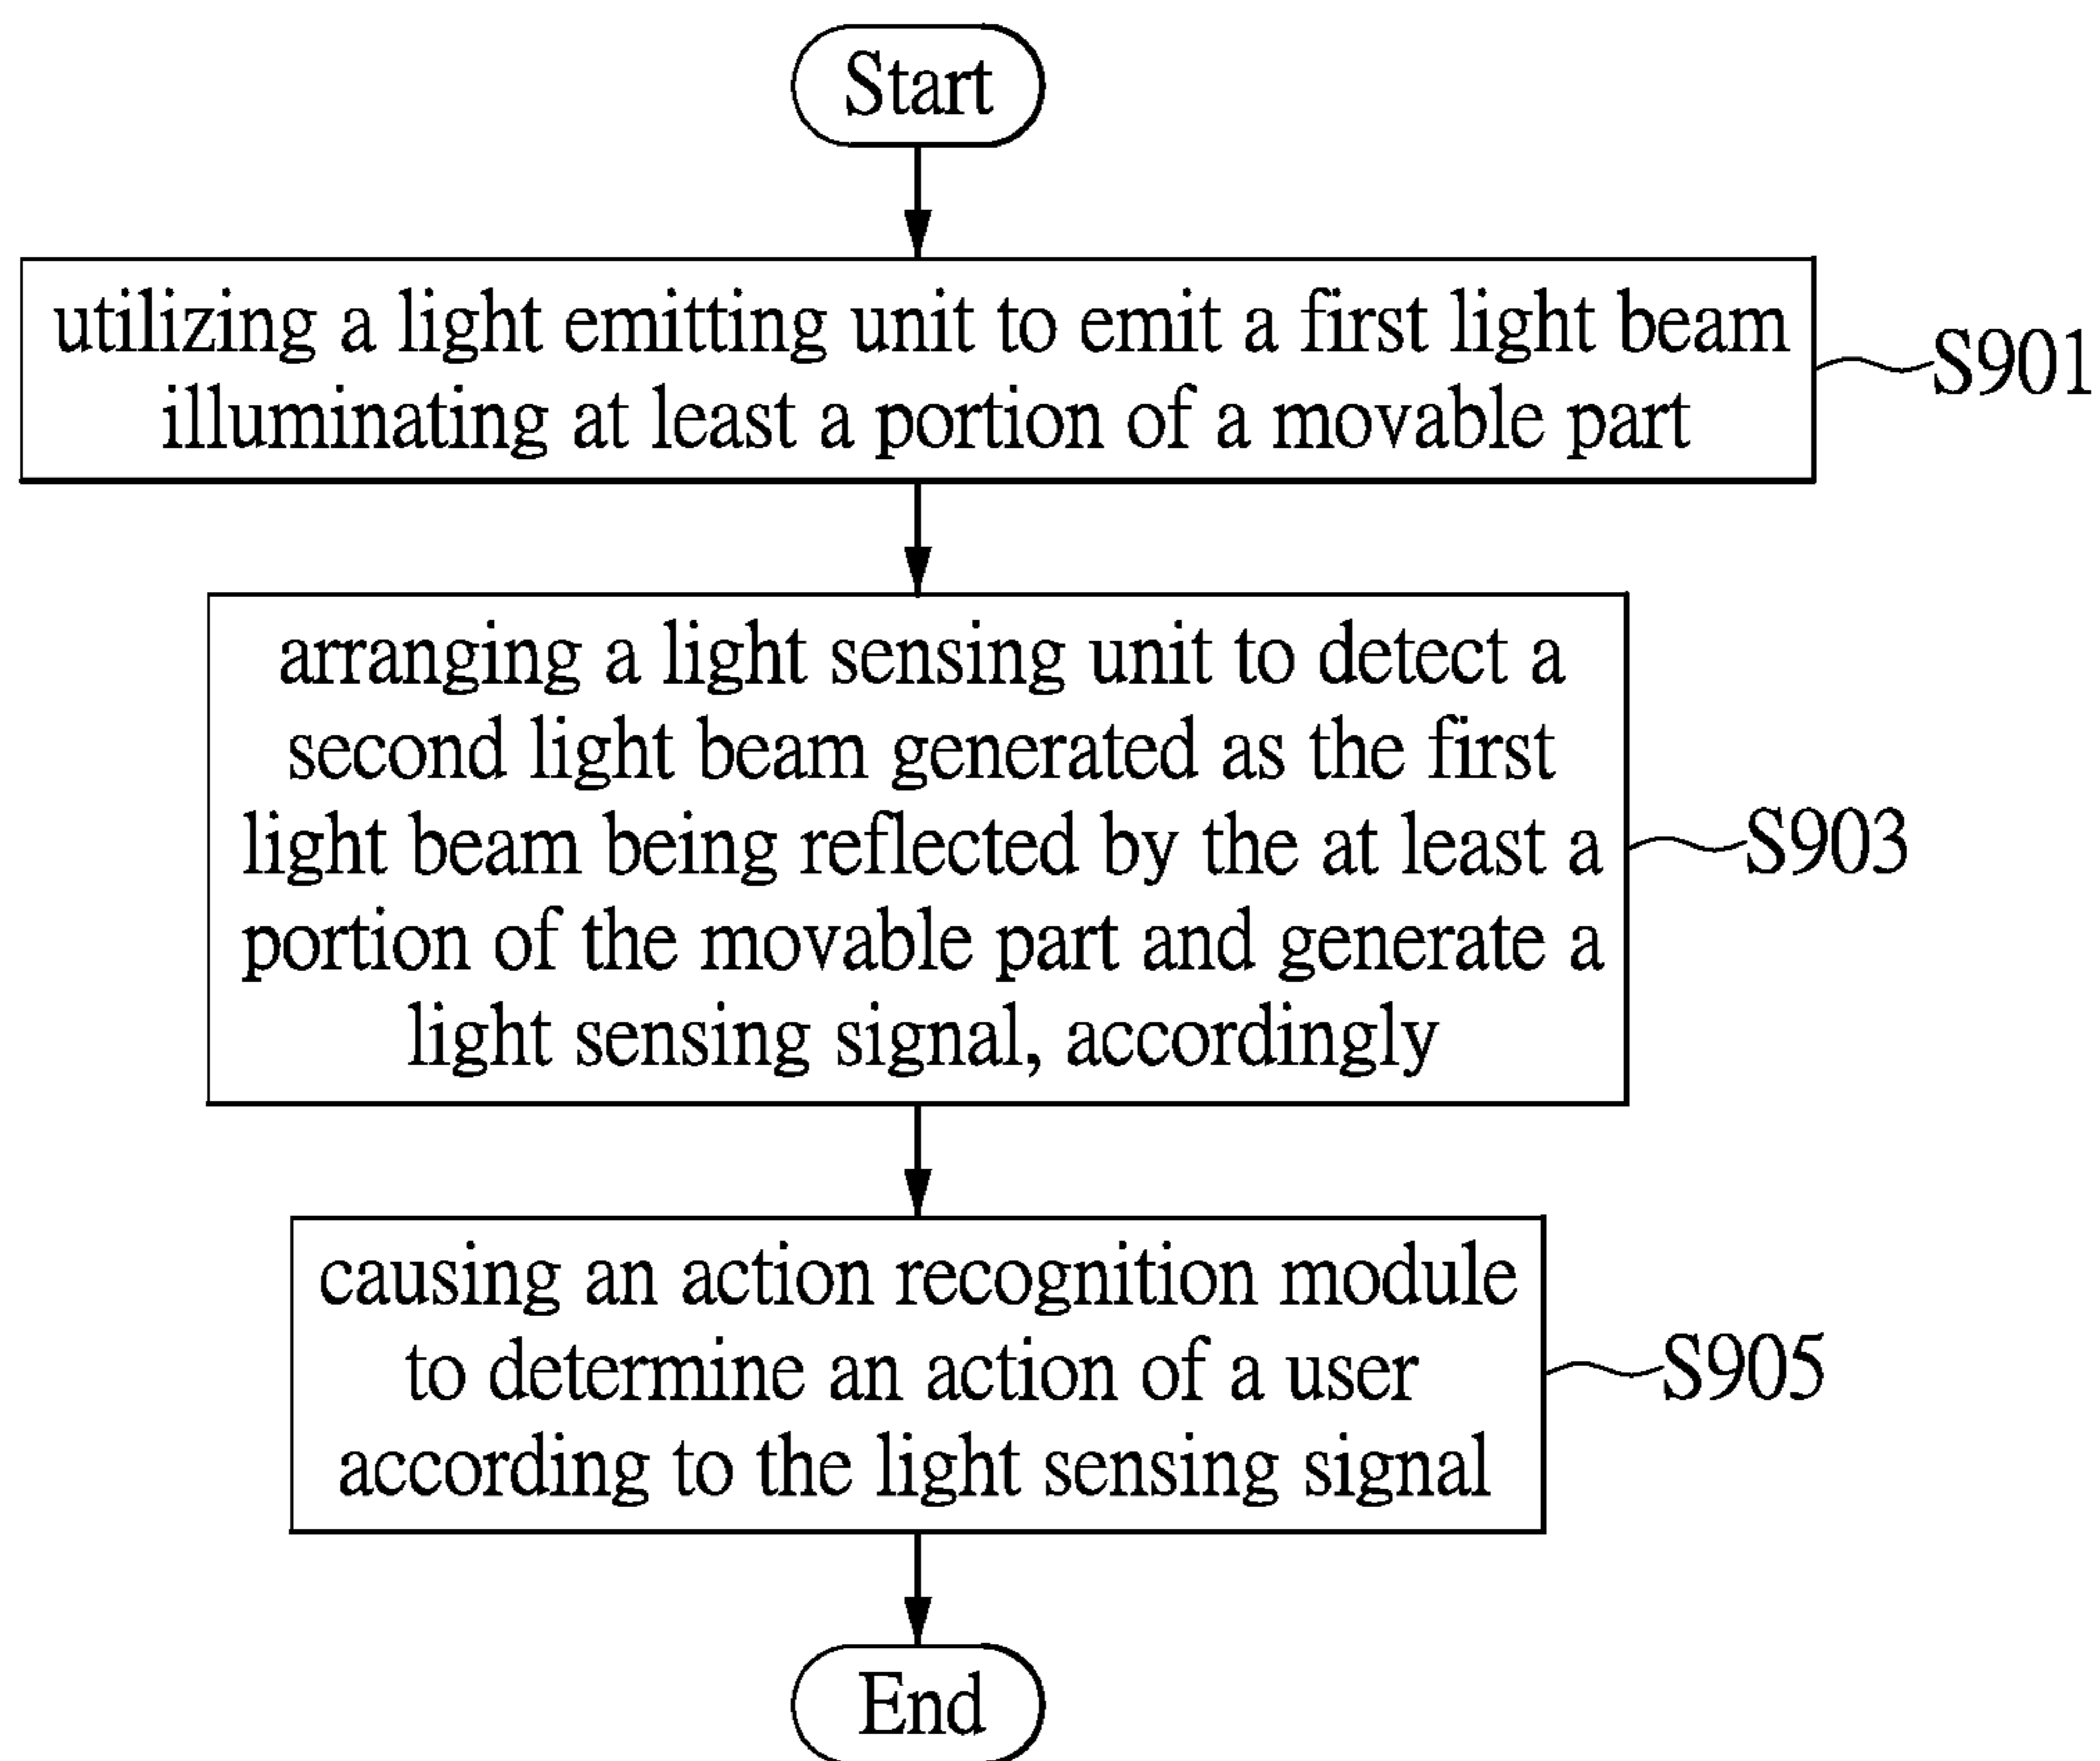 Start
utilizing a light emitting unit to emit a first light beam
illuminating at least a portion of a movable part
S901
arranging a light sensing unit to detect a
second light beam generated as the first
light beam being reflected by the at least a
portion of the movable part and generate a
light sensing signal, accordingly
S903
causing an action recognition module
to determine an action of a user
according to the light sensing signal
S905
End